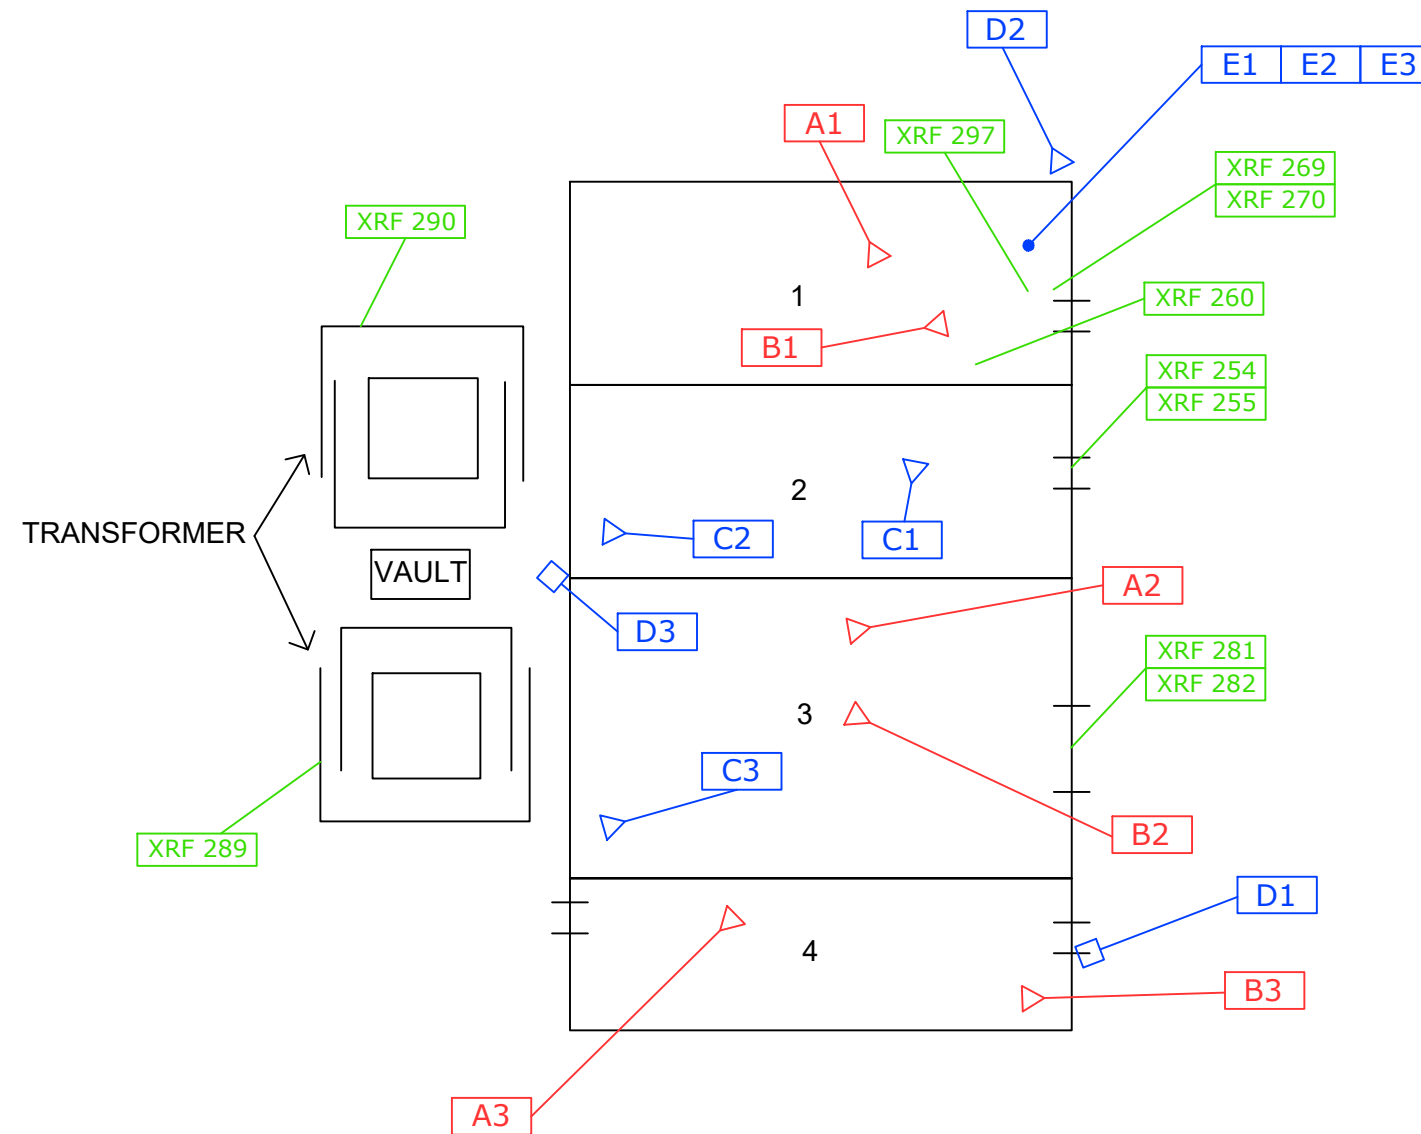 D2
E1 E2 E3
A1
XRF 297
XRF 269
XRF 270
XRF 290
XRF 260
1
B1
XRF 254
XRF 255
2
C2
C1
TRANSFORMER
VAULT
A2
D3
XRF 281
XRF 282
3
C3
B2
XRF 289
D1
4
B3
A3